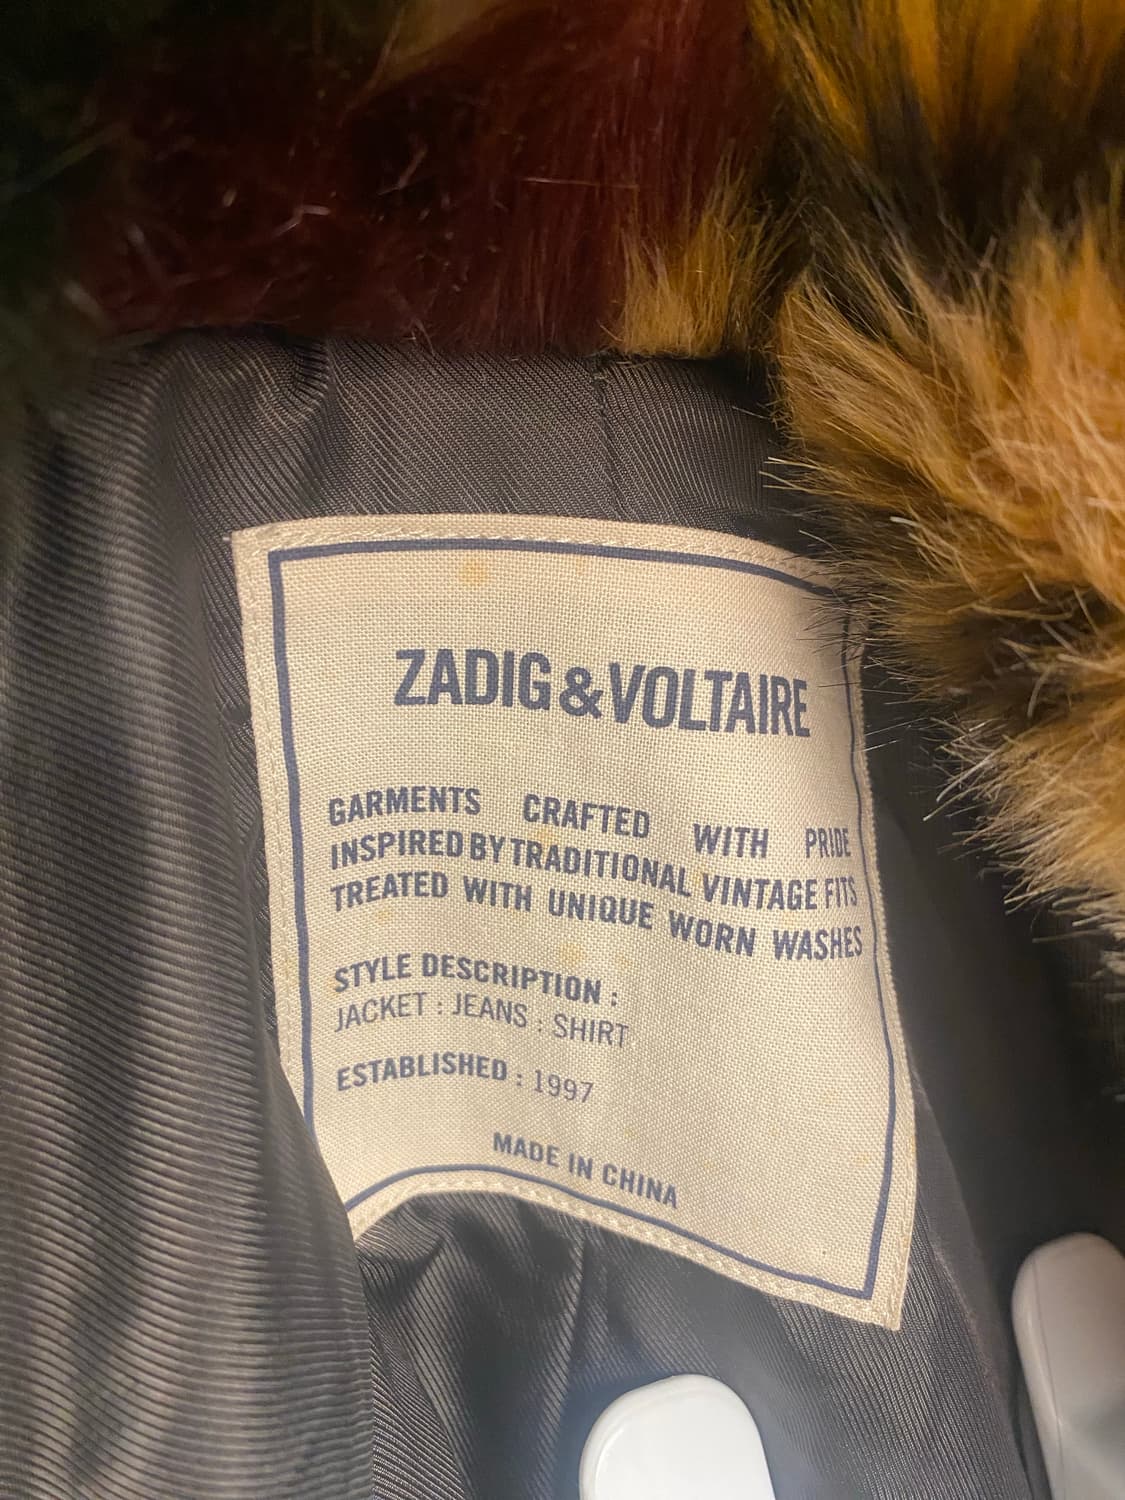 ZADIG&VOLTAIRE
GARMENTS CRAFTED WITH PRIDE
INSPIRED BY TRADITIONAL VINTAGE FITS
TREATED WITH UNIQUE WORN WASHES
STYLE DESCRIPTION :
JACKET : JEANS : SHIRT
ESTABLISHED : 1997
MADE IN CHINA